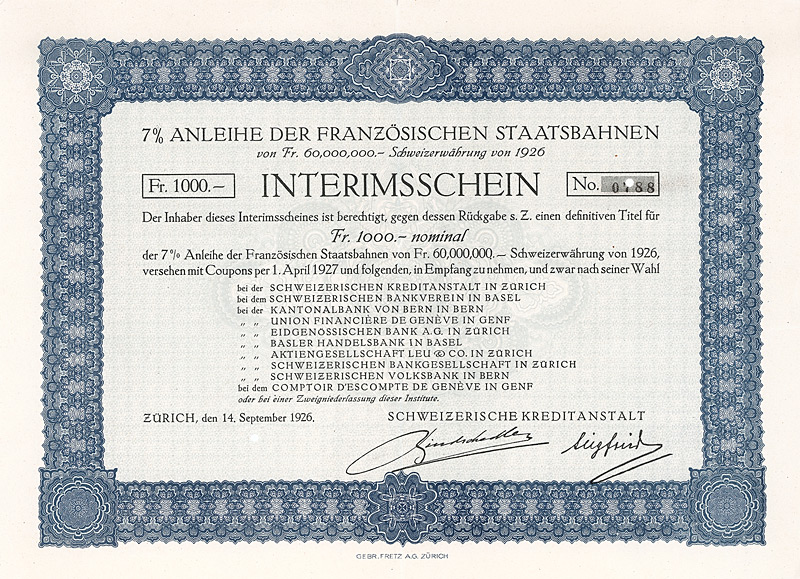 7% ANLEIHE DER FRANZÖSISCHEN STAATSBAHNEN
von Fr. 60,000,000.— Schweizerwährung von 1926
Fr. 1000.— INTERIMSSCHEIN No. 0488
Der Inhaber dieses Interimsscheines ist berechtigt, gegen dessen Rückgabe s. Z. einen definitiven Titel für
Fr. 1000.— nominal
der 7% Anleihe der Französischen Staatsbahnen von Fr. 60,000,000.— Schweizerwährung von 1926,
versehen mit Coupons per 1. April 1927 und folgenden, in Empfang zu nehmen, und zwar nach seiner Wahl
bei der SCHWEIZERISCHEN KREDITANSTALT IN ZÜRICH
bei dem SCHWEIZERISCHEN BANKVEREIN IN BASEL
bei der KANTONALBANK VON BERN IN BERN
„ „ UNION FINANCIÈRE DE GENÈVE IN GENF
„ „ EIDGENÖSSISCHEN BANK A.G. IN ZÜRICH
„ „ BASLER HANDELSBANK IN BASEL
„ „ AKTIENGESELLSCHAFT LEU & CO. IN ZÜRICH
„ „ SCHWEIZERISCHEN BANKGESELLSCHAFT IN ZÜRICH
„ „ SCHWEIZERISCHEN VOLKSBANK IN BERN
bei dem COMPTOIR D'ESCOMPTE DE GENÈVE IN GENF
oder bei einer Zweigniederlassung dieser Institute.
ZÜRICH, den 14. September 1926. SCHWEIZERISCHE KREDITANSTALT
Bindschedler Siegfried
GEBR. FRETZ A.G. ZÜRICH